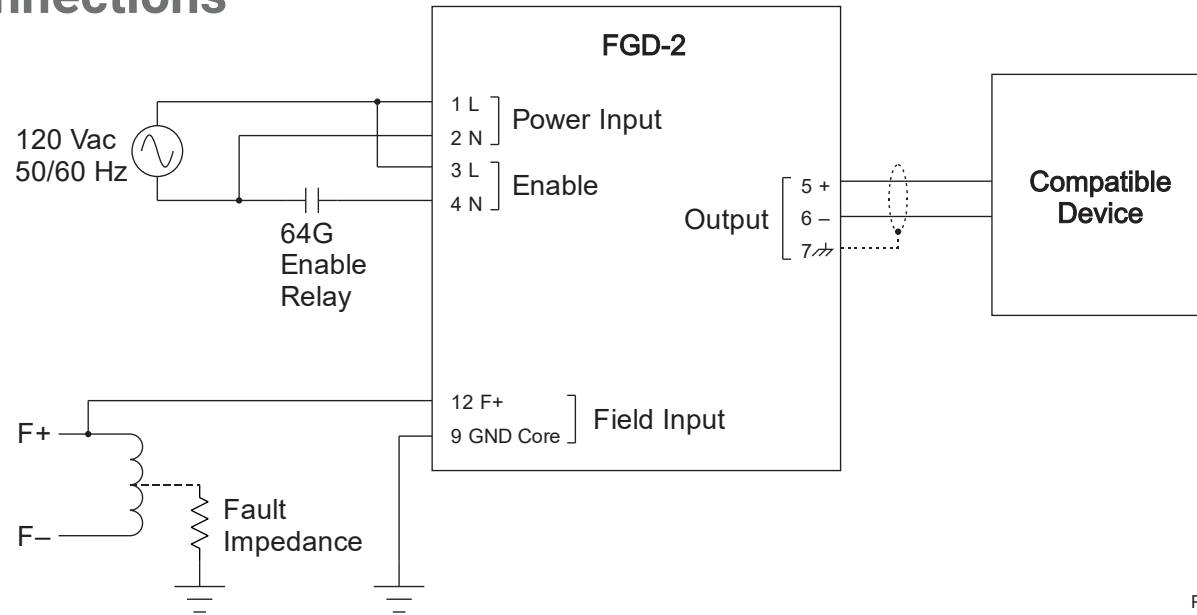 nnections
FGD-2
120 Vac
50/60 Hz
1 L
2 N
Power Input
3 L
4 N
Enable
64G
Enable
Relay
Output
5 +
6 –
7
Compatible
Device
12 F+
9 GND Core
Field Input
F+
F–
Fault
Impedance